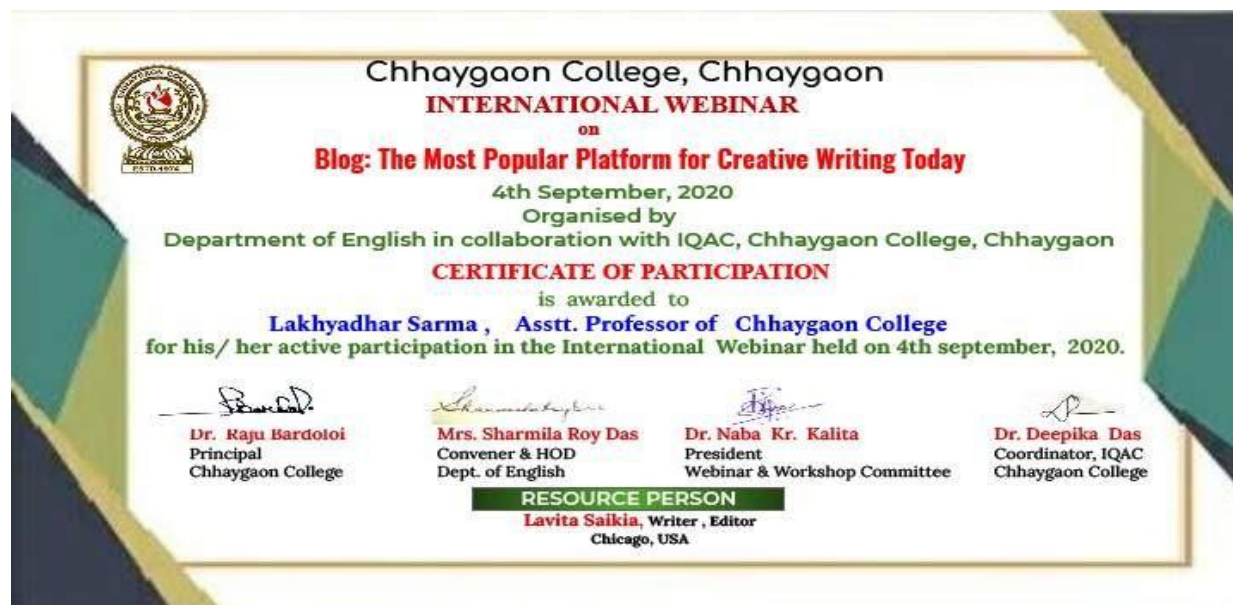 Chhaygaon College, Chhaygaon
INTERNATIONAL WEBINAR
on
Blog: The Most Popular Platform for Creative Writing Today
4th September, 2020
Organised by
Department of English in collaboration with IQAC, Chhaygaon College, Chhaygaon
CERTIFICATE OF PARTICIPATION
is awarded to
Lakhyadhar Sarma , Asstt. Professor of Chhaygaon College
for his/ her active participation in the International Webinar held on 4th september, 2020.
Dr. Raju Bardoloi
Principal
Chhaygaon College
Mrs. Sharmila Roy Das
Convener & HOD
Dept. of English
Dr. Naba Kr. Kalita
President
Webinar & Workshop Committee
Dr. Deepika Das
Coordinator, IQAC
Chhaygaon College
RESOURCE PERSON
Lavita Saikia, Writer , Editor
Chicago, USA
ESTD-1974